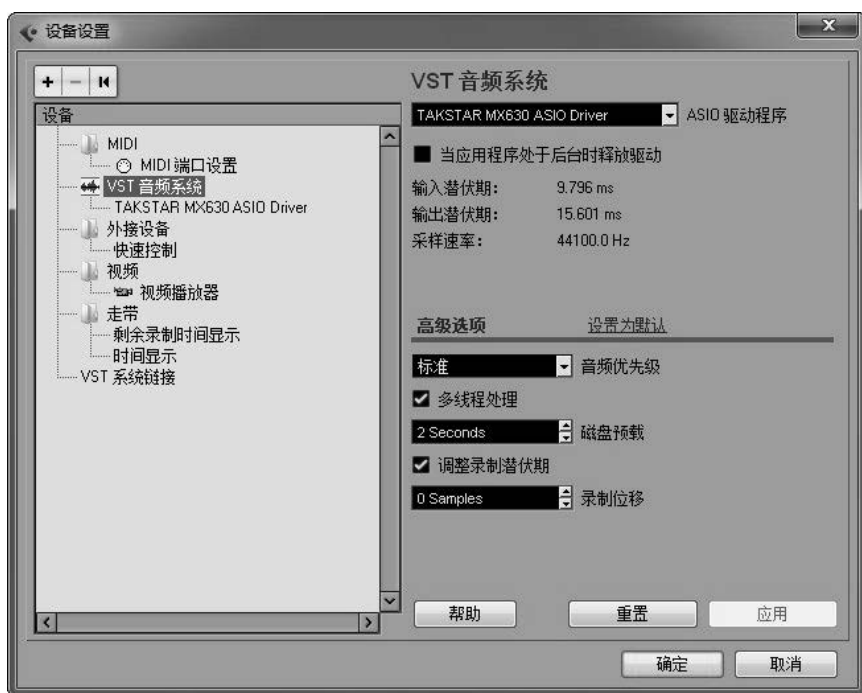 设备设置
设备
MIDI
MIDI 端口设置
VST 音频系统
TAKSTAR MX630 ASIO Driver
外接设备
快速控制
视频
视频播放器
走带
剩余录制时间显示
时间显示
VST 系统链接
VST 音频系统
TAKSTAR MX630 ASIO Driver ASIO 驱动程序
当应用程序处于后台时释放驱动
输入潜伏期： 9.796 ms
输出潜伏期： 15.601 ms
采样速率： 44100.0 Hz
高级选项 设置为默认
标准 音频优先级
多线程处理
2 Seconds 磁盘预载
调整录制潜伏期
0 Samples 录制位移
帮助 重置 应用
确定 取消